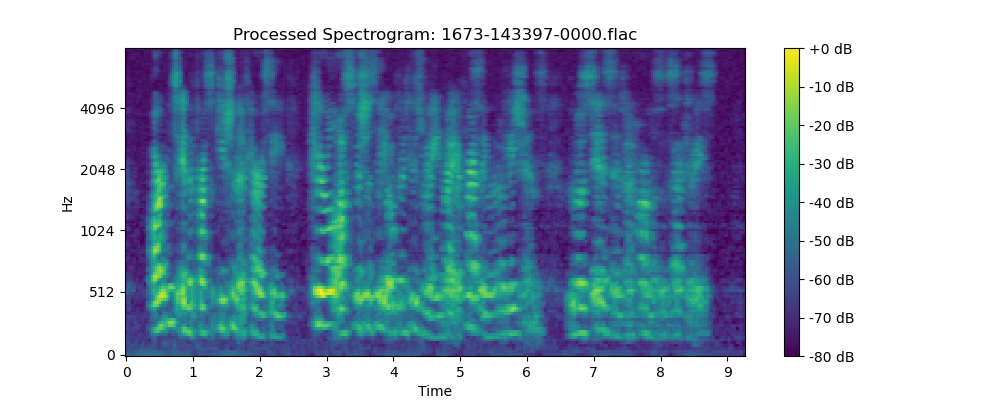 Processed Spectrogram: 1673-143397-0000.flac
Hz
4096
2048
1024
512
0
0 1 2 3 4 5 6 7 8 9
Time
+0 dB
-10 dB
-20 dB
-30 dB
-40 dB
-50 dB
-60 dB
-70 dB
-80 dB